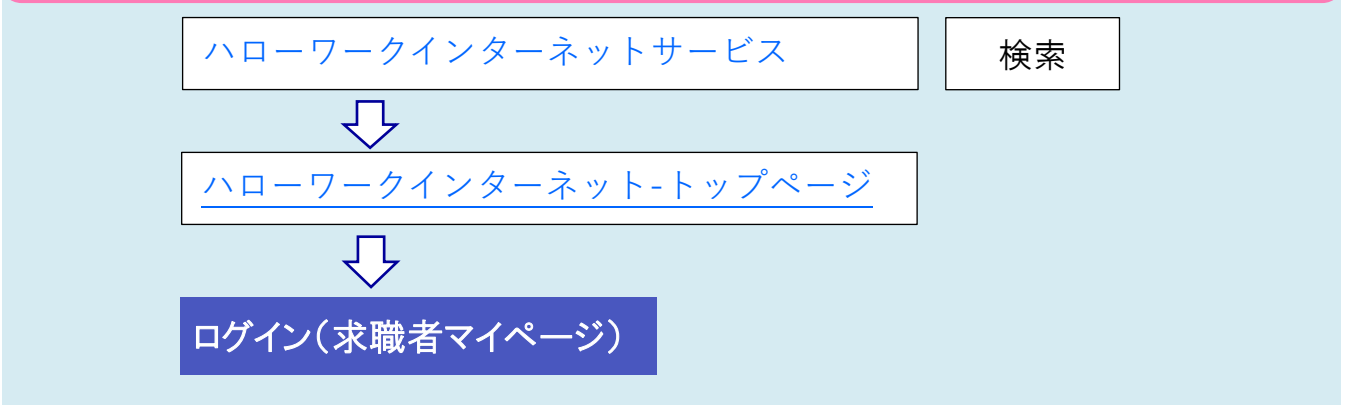 ハローワークインターネットサービス 検索
ハローワークインターネット-トップページ
ログイン(求職者マイページ)